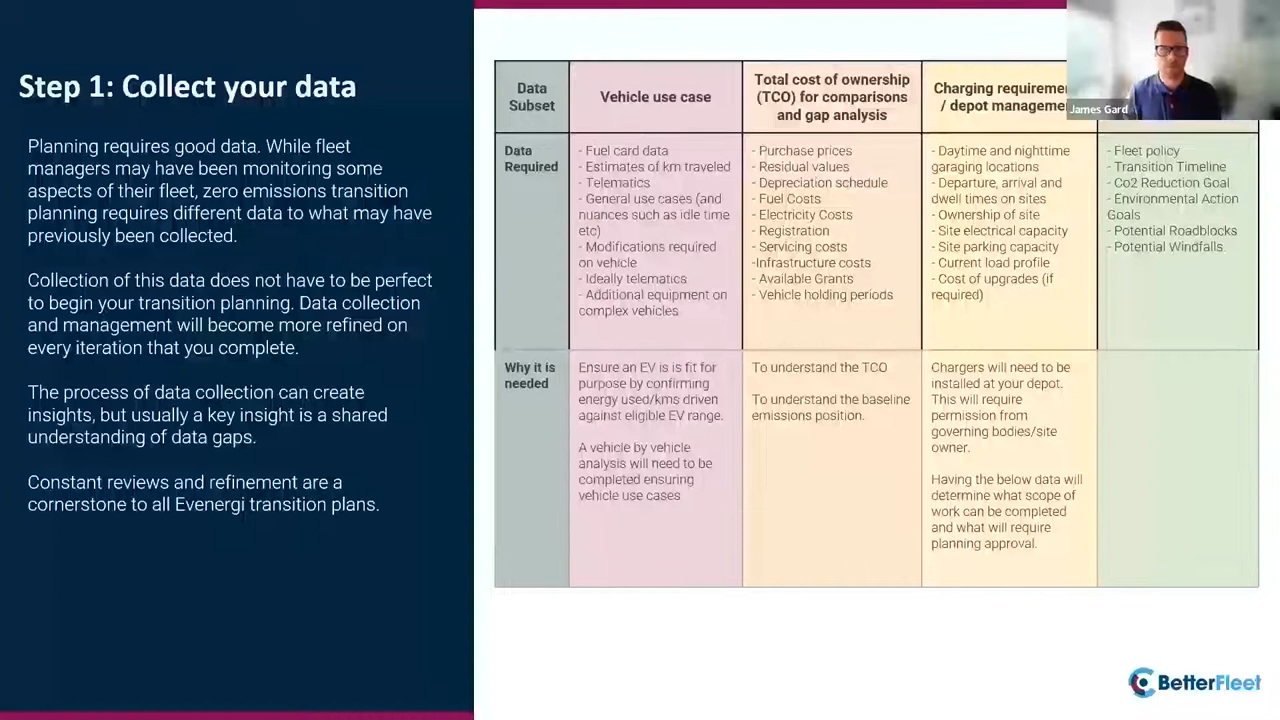 Step 1: Collect your data
Planning requires good data. While fleet
managers may have been monitoring some
aspects of their fleet, zero emissions transition
planning requires different data to what may have
previously been collected.
Collection of this data does not have to be perfect
to begin your transition planning. Data collection
and management will become more refined on
every iteration that you complete.
The process of data collection can create
insights, but usually a key insight is a shared
understanding of data gaps.
Constant reviews and refinement are a
cornerstone to all Evenergi transition plans.
Data
Subset
Vehicle use case
Total cost of ownership
(TCO) for comparisons
and gap analysis
Charging
/ depot
James Gard
Data
Required
- Fuel card data
- Estimates of km traveled
- Telematics
- General use cases (and
nuances such as idle time
etc)
- Modifications required
on vehicle
- Ideally telematics
- Additional equipment on
complex vehicles
- Purchase prices
- Residual values
- Depreciation schedule
- Fuel Costs
- Electricity Costs
- Registration
- Servicing costs
-Infrastructure costs
- Available Grants
- Vehicle holding periods
- Daytime and nighttime
garaging locations
- Departure, arrival and
dwell times on sites
- Ownership of site
- Site electrical capacity
- Site parking capacity
- Current load profile
- Cost of upgrades (if
required)
- Fleet policy
- Transition Timeline
- Co2 Reduction Goal
- Environmental Action
Goals
- Potential Roadblocks
- Potential Windfalls.
Why it is
needed
Ensure an EV is is fit for
purpose by confirming
energy used/kms driven
against eligible EV range.
A vehicle by vehicle
analysis will need to be
completed ensuring
vehicle use cases
To understand the TCO
To understand the baseline
emissions position.
Chargers will need to be
installed at your depot.
This will require
permission from
governing bodies/site
owner.
Having the below data will
determine what scope of
work can be completed
and what will require
planning approval.
BetterFleet